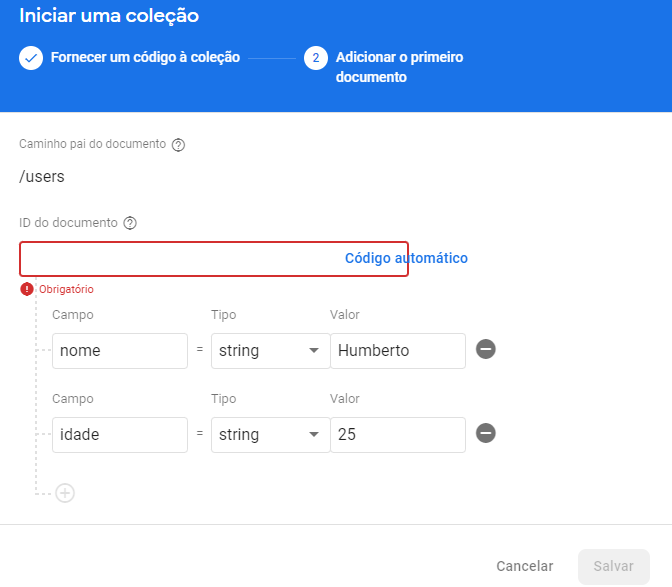 Iniciar uma coleção
Fornecer um código à coleção
2
Adicionar o primeiro
documento
Caminho pai do documento
/users
ID do documento
Código automático
Obrigatório
Campo Tipo Valor
nome = string Humberto
Campo Tipo Valor
idade = string 25
Cancelar Salvar